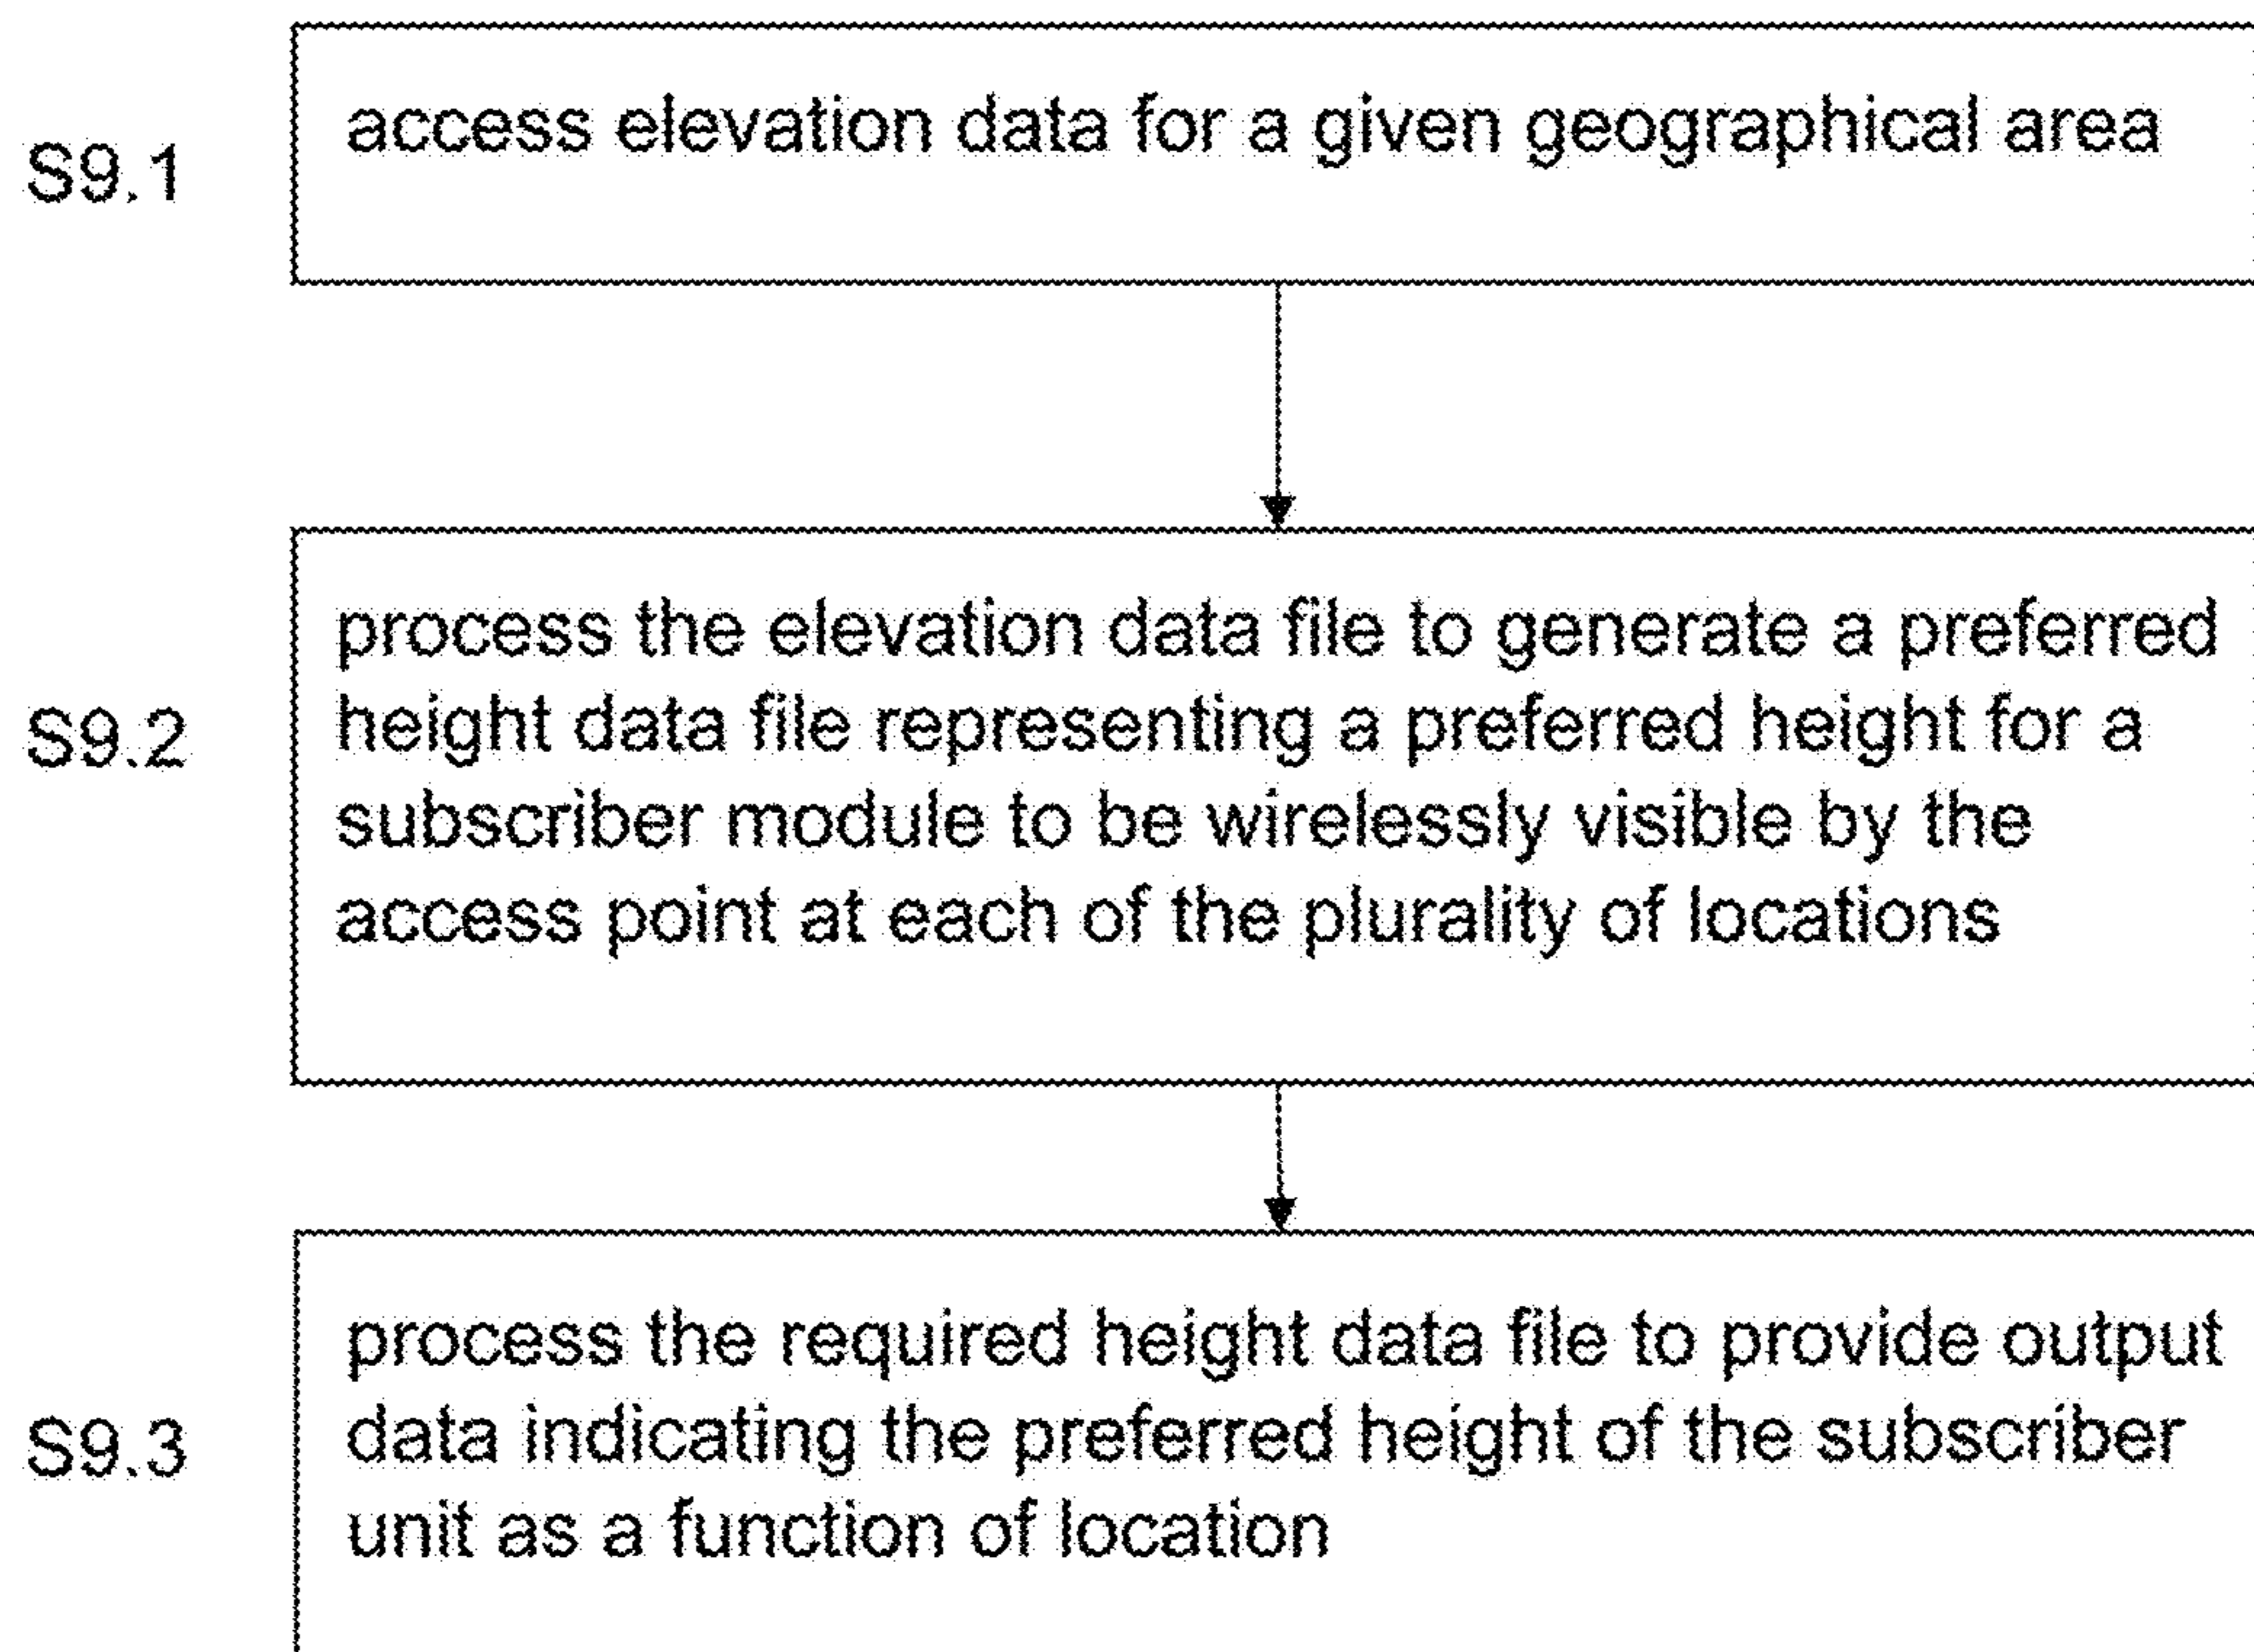 S9.1
access elevation data for a given geographical area
S9.2
process the elevation data file to generate a preferred
height data file representing a preferred height for a
subscriber module to be wirelessly visible by the
access point at each of the plurality of locations
S9.3
process the required height data file to provide output
data indicating the preferred height of the subscriber
unit as a function of location